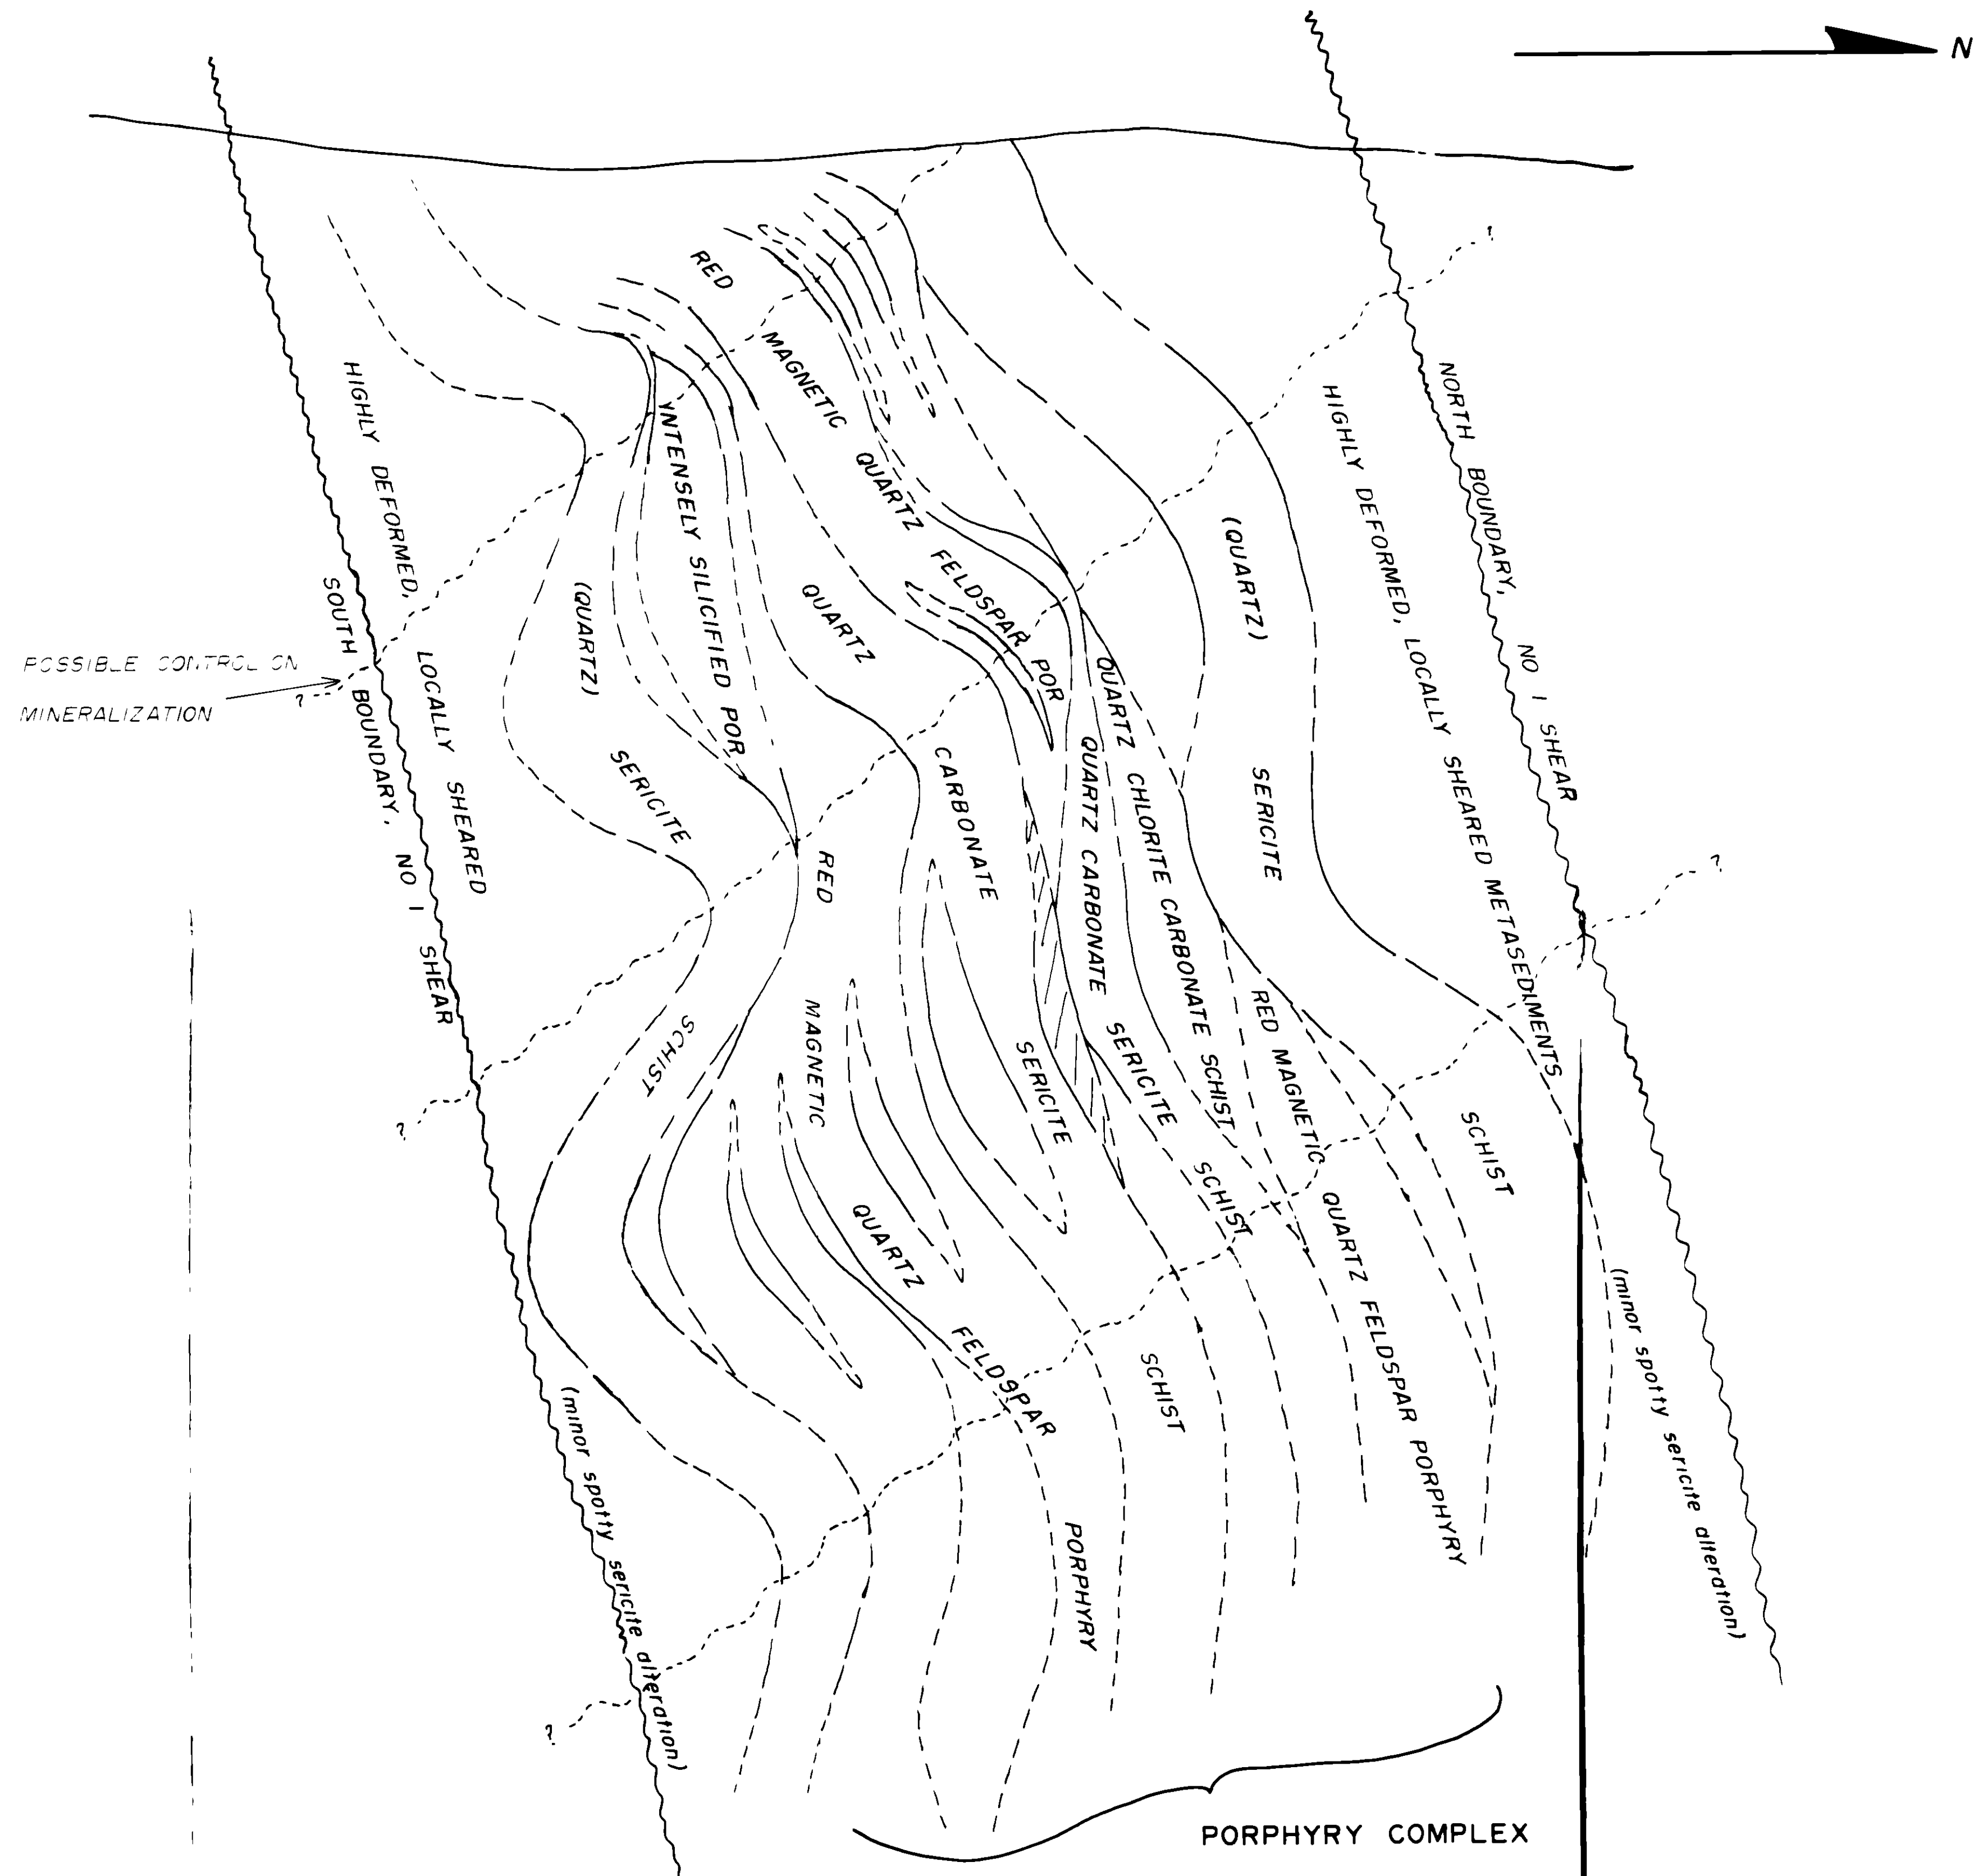 N
RED
MAGNETIC
QUARTZ
FELDSPAR
POR
HIGHLY DEFORMED, LOCALLY SHEARED
SOUTH BOUNDARY, NO 1 SHEAR
POSSIBLE CONTROL ON
MINERALIZATION
?
(QUARTZ)
SERICITE
SCHIST
INTENSELY SILICIFIED POR
QUARTZ
CARBONATE
SERICITE
SCHIST
RED
MAGNETIC
QUARTZ
FELDSPAR
PORPHYRY
QUARTZ CARBONATE SERICITE SCHIST
QUARTZ CHLORITE CARBONATE SCHIST
RED MAGNETIC QUARTZ FELDSPAR PORPHYRY
(QUARTZ)
SERICITE
SCHIST
HIGHLY DEFORMED, LOCALLY SHEARED METASEDIMENTS
NORTH BOUNDARY, NO 1 SHEAR
?
?
?
?
(minor spotty sericite alteration)
(minor spotty sericite alteration)
PORPHYRY COMPLEX